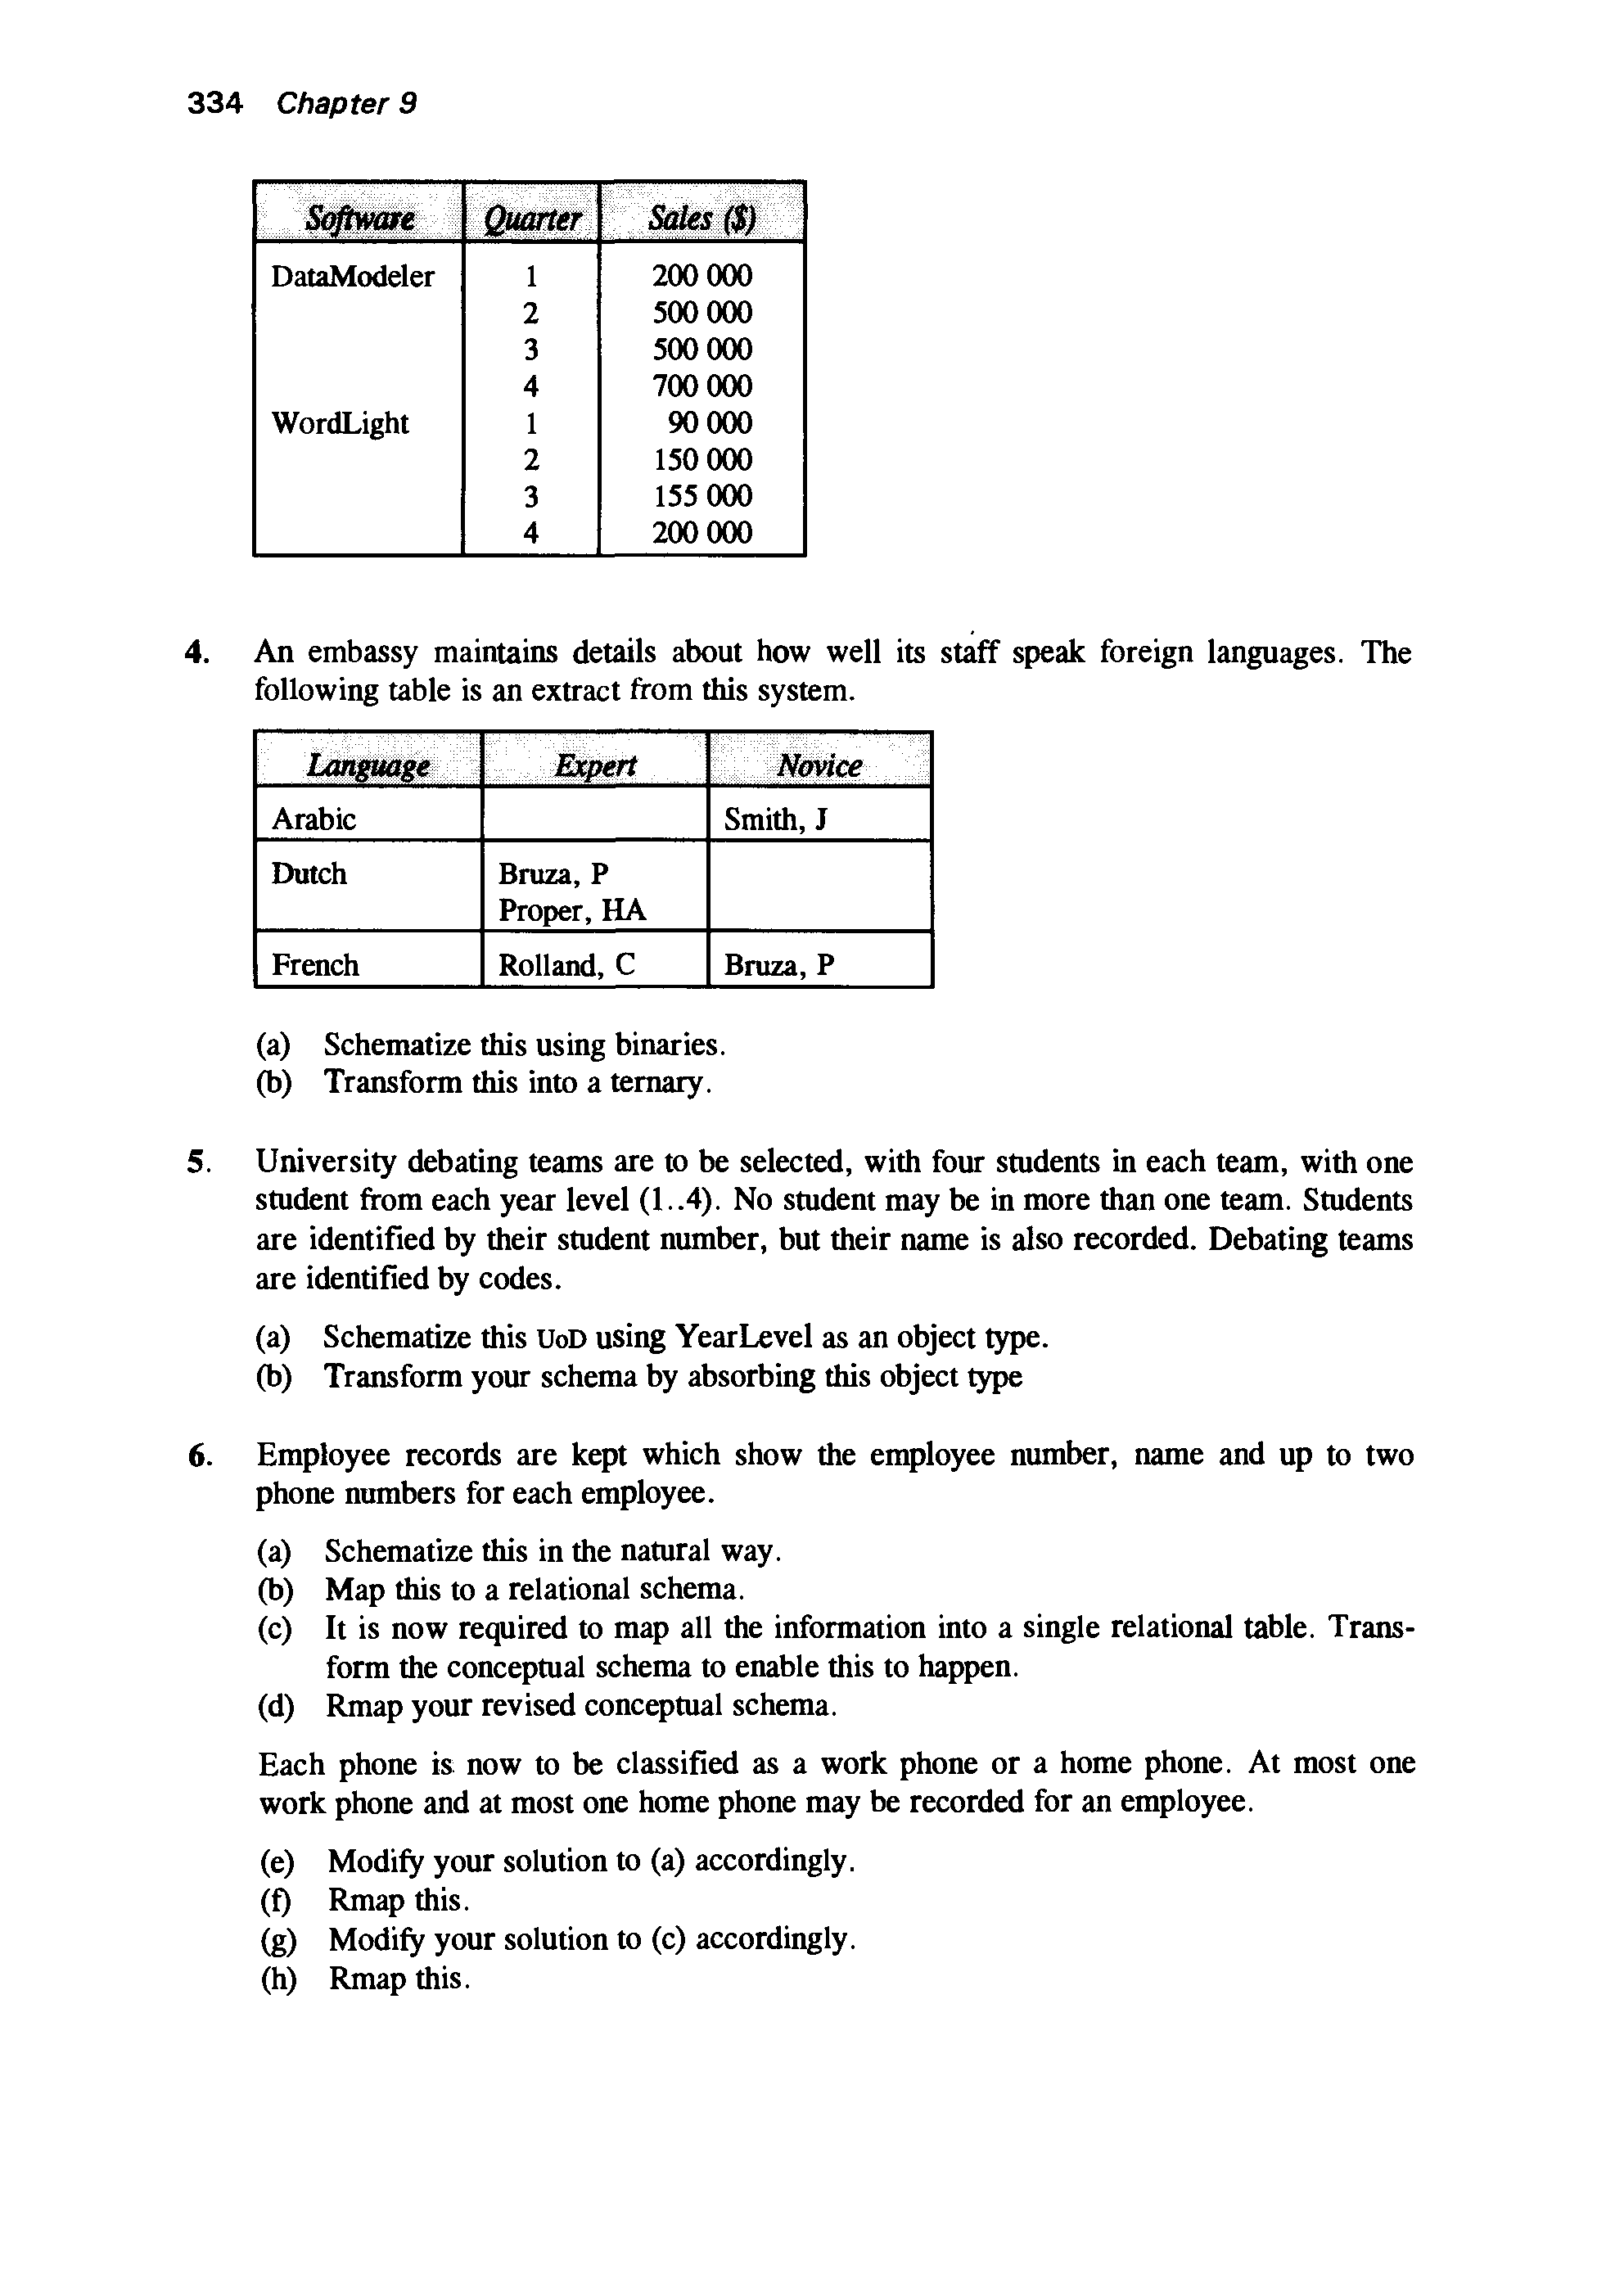 334 Chapter 9
Software Quarter Sales ($)
DataModeler 1 200 000
2 500 000
3 500 000
4 700 000
WordLight 1 90 000
2 150 000
3 155 000
4 200 000
4. An embassy maintains details about how well its staff speak foreign languages. The
following table is an extract from this system.
Language Expert Novice
Arabic Smith, J
Dutch Bruza, P
Proper, HA
French Rolland, C Bruza, P
(a) Schematize this using binaries.
(b) Transform this into a ternary.
5. University debating teams are to be selected, with four students in each team, with one
student from each year level (1..4). No student may be in more than one team. Students
are identified by their student number, but their name is also recorded. Debating teams
are identified by codes.
(a) Schematize this UoD using YearLevel as an object type.
(b) Transform your schema by absorbing this object type
6. Employee records are kept which show the employee number, name and up to two
phone numbers for each employee.
(a) Schematize this in the natural way.
(b) Map this to a relational schema.
(c) It is now required to map all the information into a single relational table. Trans-
form the conceptual schema to enable this to happen.
(d) Rmap your revised conceptual schema.
Each phone is now to be classified as a work phone or a home phone. At most one
work phone and at most one home phone may be recorded for an employee.
(e) Modify your solution to (a) accordingly.
(f) Rmap this.
(g) Modify your solution to (c) accordingly.
(h) Rmap this.